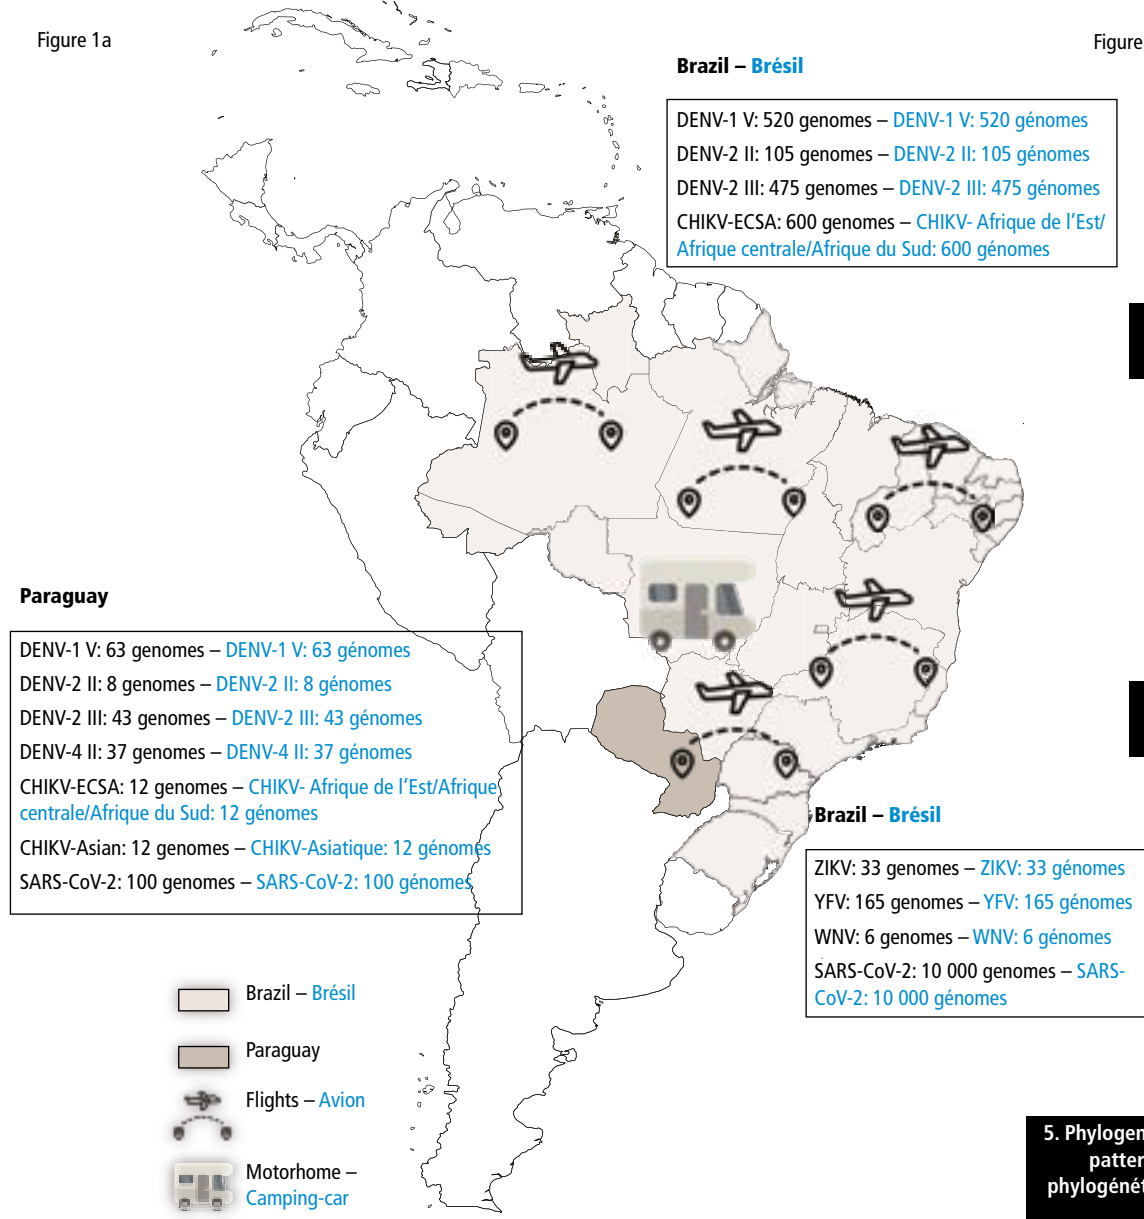 Figure 1a
Figure
Brazil – Brésil
DENV-1 V: 520 genomes – DENV-1 V: 520 génomes
DENV-2 II: 105 genomes – DENV-2 II: 105 génomes
DENV-2 III: 475 genomes – DENV-2 III: 475 génomes
CHIKV-ECSA: 600 genomes – CHIKV- Afrique de l'Est/
Afrique centrale/Afrique du Sud: 600 génomes
Paraguay
DENV-1 V: 63 genomes – DENV-1 V: 63 génomes
DENV-2 II: 8 genomes – DENV-2 II: 8 génomes
DENV-2 III: 43 genomes – DENV-2 III: 43 génomes
DENV-4 II: 37 genomes – DENV-4 II: 37 génomes
CHIKV-ECSA: 12 genomes – CHIKV- Afrique de l'Est/Afrique
centrale/Afrique du Sud: 12 génomes
CHIKV-Asian: 12 genomes – CHIKV-Asiatique: 12 génomes
SARS-CoV-2: 100 genomes – SARS-CoV-2: 100 génomes
Brazil – Brésil
ZIKV: 33 genomes – ZIKV: 33 génomes
YFV: 165 genomes – YFV: 165 génomes
WNV: 6 genomes – WNV: 6 génomes
SARS-CoV-2: 10 000 genomes – SARS-
CoV-2: 10 000 génomes
Brazil – Brésil
Paraguay
Flights – Avion
Motorhome –
Camping-car
5. Phylogen
patter
phylogénét